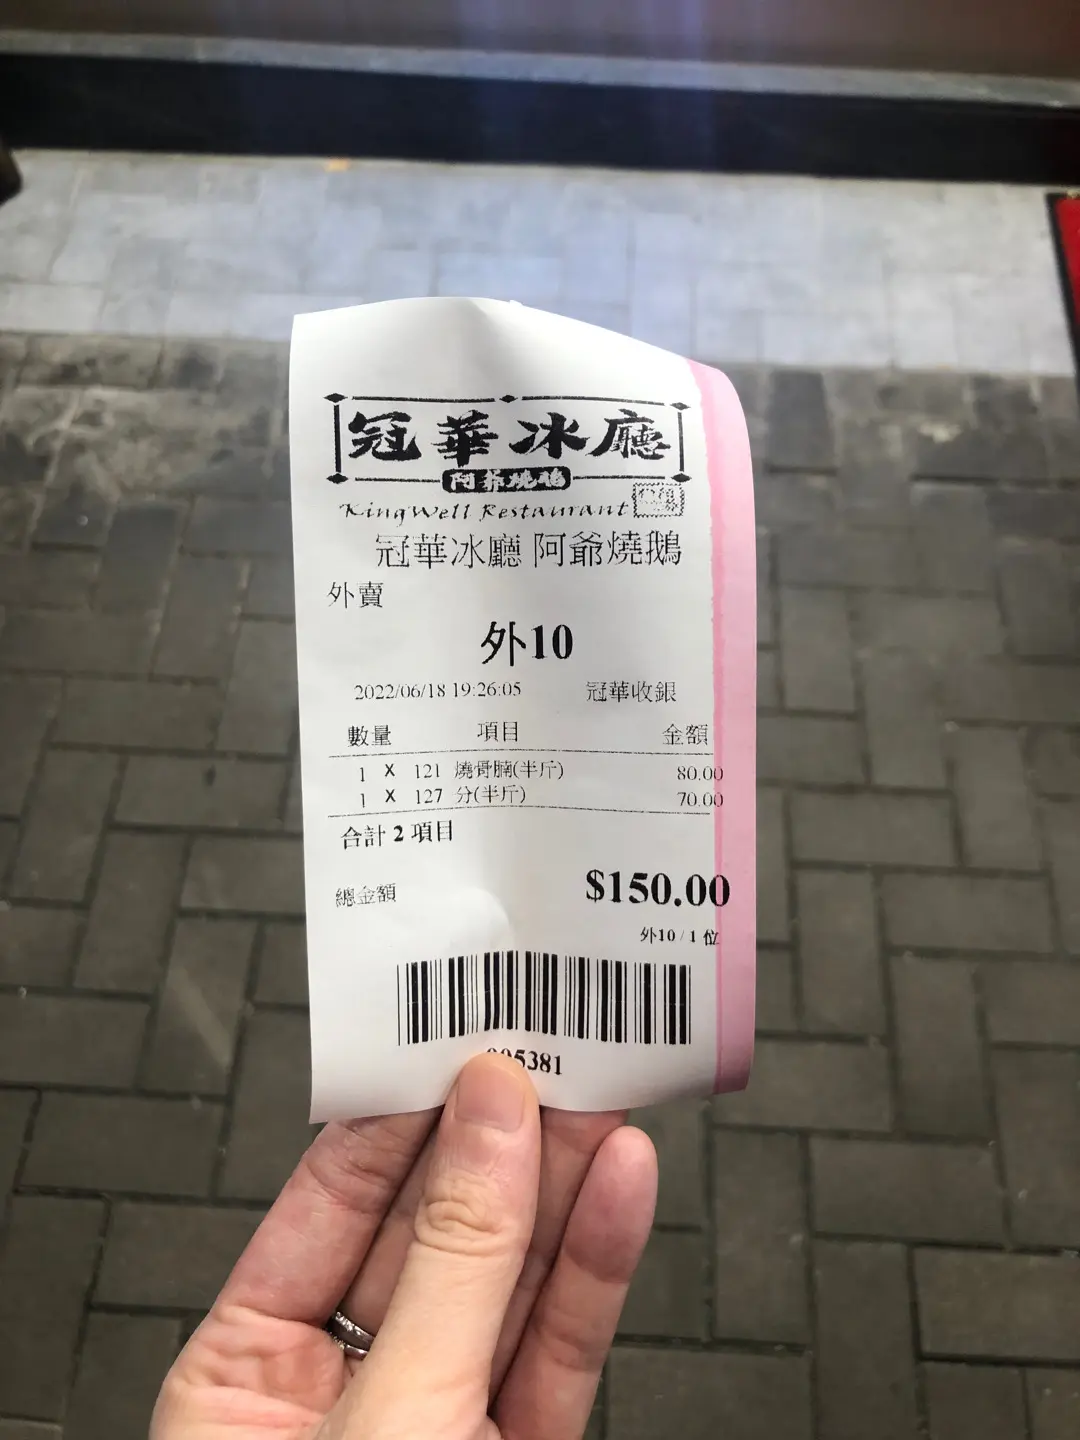 冠華冰廳
阿爺燒鵝
KingWell Restaurant
冠華冰廳 阿爺燒鵝
外賣
外10
2022/06/18 19:26:05 冠華收銀
數量 項目 金額
1 X 121 燒骨腩(半斤) 80.00
1 X 127 分(半斤) 70.00
合計 2 項目
總金額 $150.00
外10 / 1 位
5381